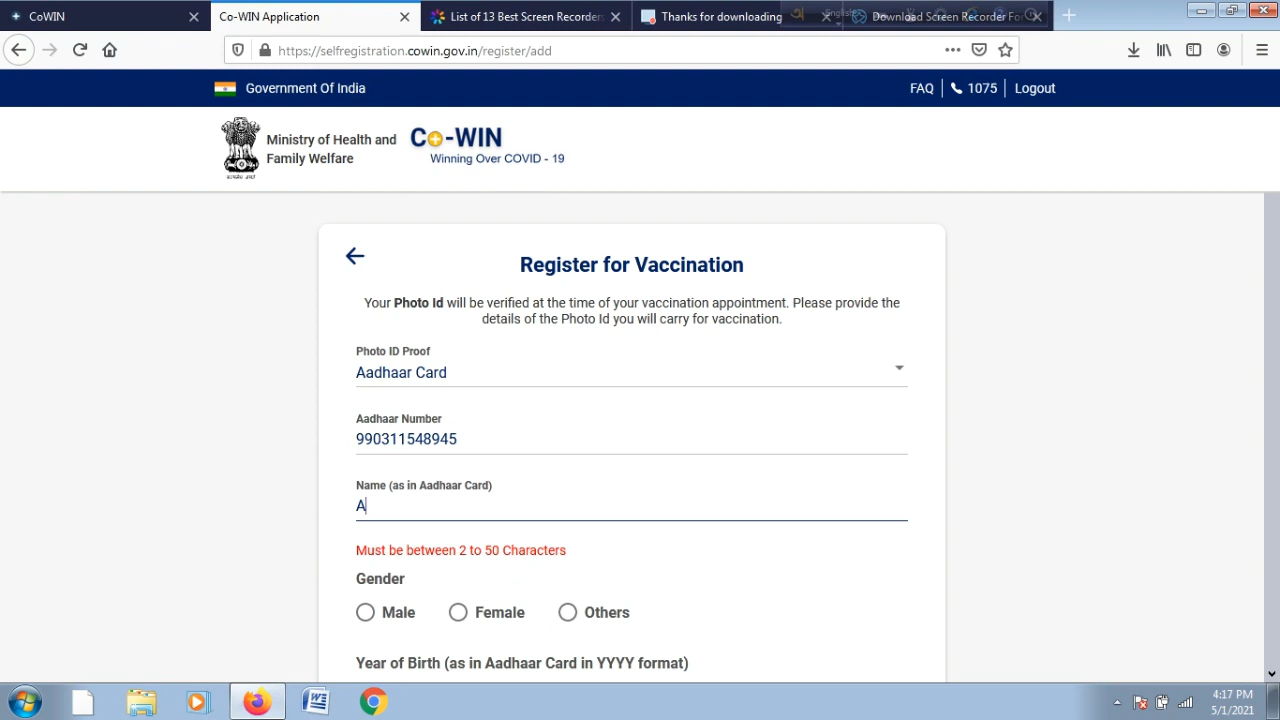 CoWIN
Co-WIN Application
List of 13 Best Screen Recorders
Thanks for downloading
Download Screen Recorder For
https://selfregistration.cowin.gov.in/register/add
Government Of India
FAQ
1075
Logout
Ministry of Health and
Family Welfare
Co-WIN
Winning Over COVID - 19
Register for Vaccination
Your Photo Id will be verified at the time of your vaccination appointment. Please provide the
details of the Photo Id you will carry for vaccination.
Photo ID Proof
Aadhaar Card
Aadhaar Number
990311548945
Name (as in Aadhaar Card)
A
Must be between 2 to 50 Characters
Gender
Male
Female
Others
Year of Birth (as in Aadhaar Card in YYYY format)
4:17 PM
5/1/2021